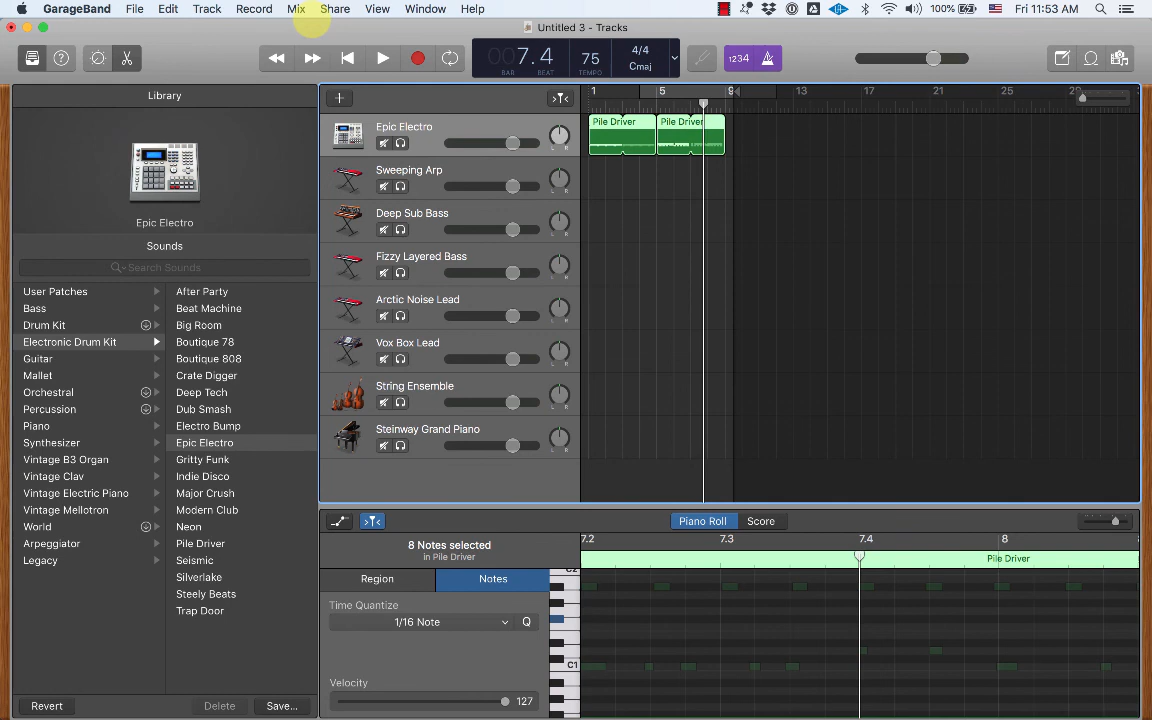 GarageBand File Edit Track Record Mix Share View Window Help 100% Fri 11:53 AM
Untitled 3 - Tracks
007.4 75 4/4 Cmaj 1234
BAR BEAT TEMPO
Library
1 5 9 13 17 21 25
Epic Electro
Sounds
Search Sounds
User Patches
Bass
Drum Kit
Electronic Drum Kit
Guitar
Mallet
Orchestral
Percussion
Piano
Synthesizer
Vintage B3 Organ
Vintage Clav
Vintage Electric Piano
Vintage Mellotron
World
Arpeggiator
Legacy
After Party
Beat Machine
Big Room
Boutique 78
Boutique 808
Crate Digger
Deep Tech
Dub Smash
Electro Bump
Epic Electro
Gritty Funk
Indie Disco
Major Crush
Modern Club
Neon
Pile Driver
Seismic
Silverlake
Steely Beats
Trap Door
Revert Delete Save...
Epic Electro
L R
Sweeping Arp
L R
Deep Sub Bass
L R
Fizzy Layered Bass
L R
Arctic Noise Lead
L R
Vox Box Lead
L R
String Ensemble
L R
Steinway Grand Piano
L R
Pile Driver Pile Driver
Piano Roll Score
8 Notes selected
in Pile Driver
Region Notes
Time Quantize
1/16 Note Q
Velocity
127
7.2 7.3 7.4 8
Pile Driver
C2
C1